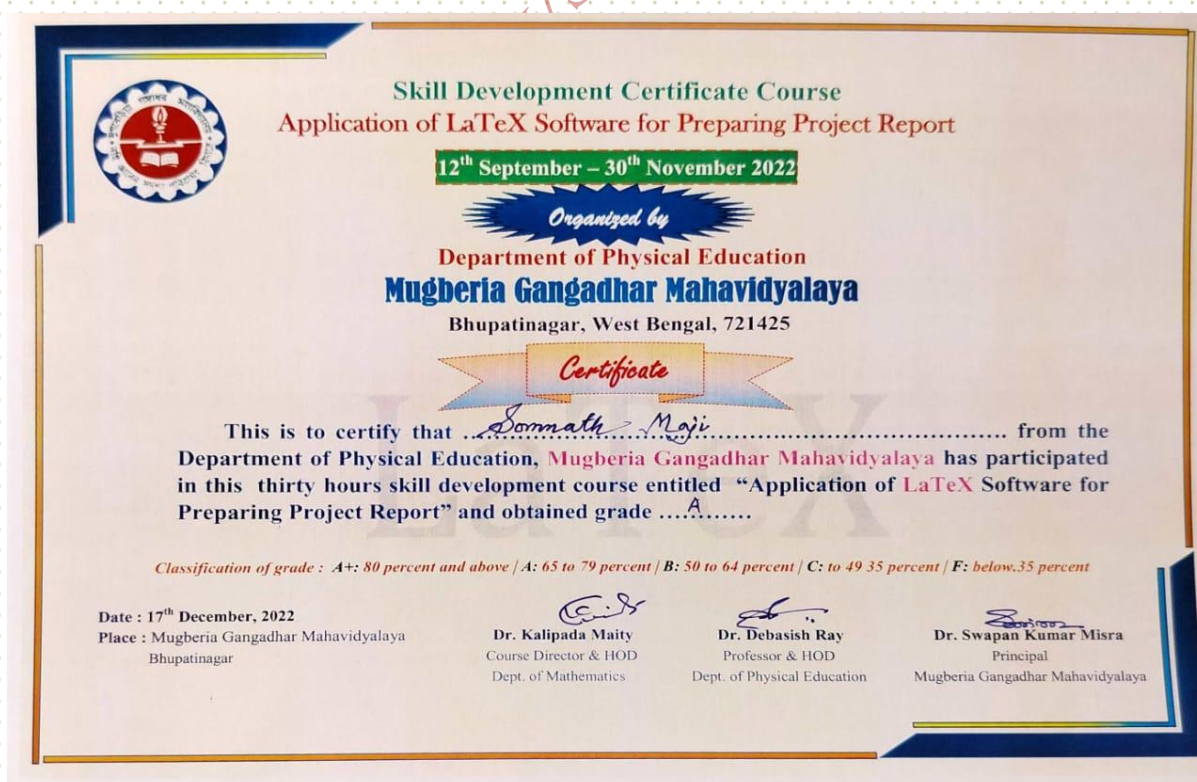 Skill Development Certificate Course
Application of LaTeX Software for Preparing Project Report
12th September – 30th November 2022
Organized by
Department of Physical Education
Mugberia Gangadhar Mahavidyalaya
Bhupatinagar, West Bengal, 721425
Certificate
LaTeX
This is to certify that ...Somnath Maji................................................ from the
Department of Physical Education, Mugberia Gangadhar Mahavidyalaya has participated
in this thirty hours skill development course entitled “Application of LaTeX Software for
Preparing Project Report” and obtained grade ....A.......
Classification of grade : A+: 80 percent and above / A: 65 to 79 percent / B: 50 to 64 percent / C: to 49 35 percent / F: below.35 percent
Date : 17th December, 2022
Place : Mugberia Gangadhar Mahavidyalaya
Bhupatinagar
Dr. Kalipada Maity
Course Director & HOD
Dept. of Mathematics
Dr. Debasish Ray
Professor & HOD
Dept. of Physical Education
Dr. Swapan Kumar Misra
Principal
Mugberia Gangadhar Mahavidyalaya